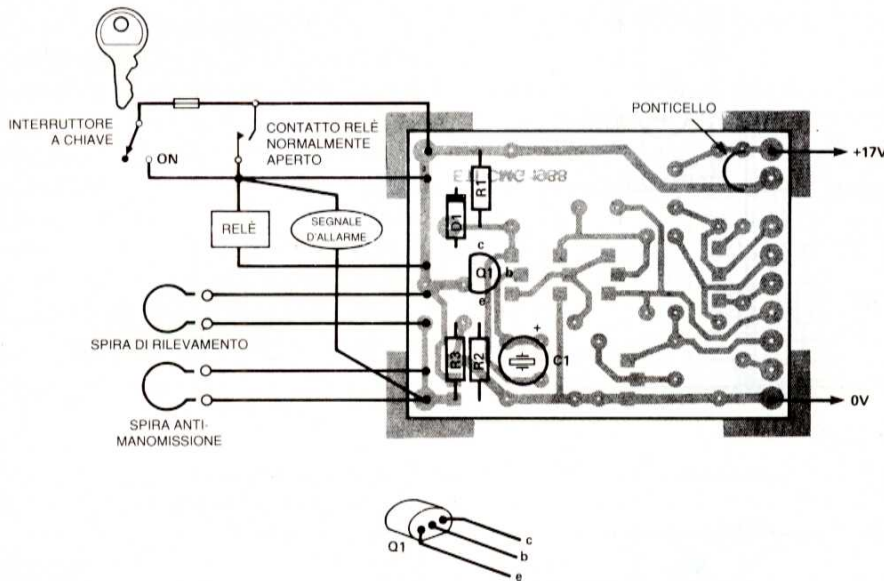 INTERRUTTORE
A CHIAVE
ON
CONTATTO RELÈ
NORMALMENTE
APERTO
PONTICELLO
+17V
RELÈ
SEGNALE
D'ALLARME
R1
D1
c
Q1
b
e
SPIRA DI RILEVAMENTO
R3
R2
+
C1
SPIRA ANTI-
MANOMISSIONE
0V
Q1
c
b
e